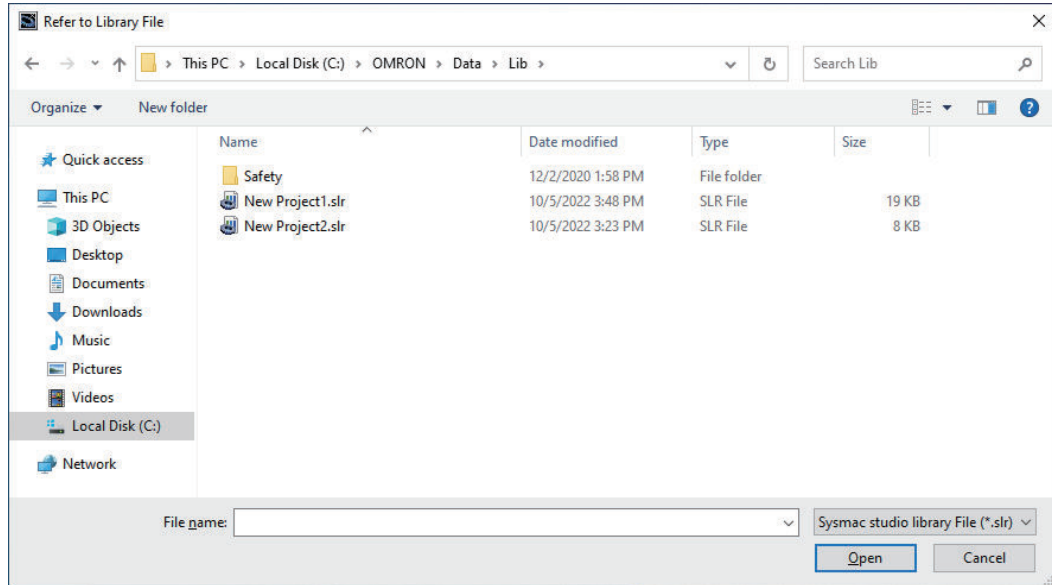 Refer to Library File
This PC > Local Disk (C:) > OMRON > Data > Lib >
Search Lib
Organize
New folder
Name Date modified Type Size
Quick access
This PC
3D Objects
Desktop
Documents
Downloads
Music
Pictures
Videos
Local Disk (C:)
Network
Safety 12/2/2020 1:58 PM File folder
New Project1.slr 10/5/2022 3:48 PM SLR File 19 KB
New Project2.slr 10/5/2022 3:23 PM SLR File 8 KB
File name:
Sysmac studio library File (*.slr)
Open
Cancel